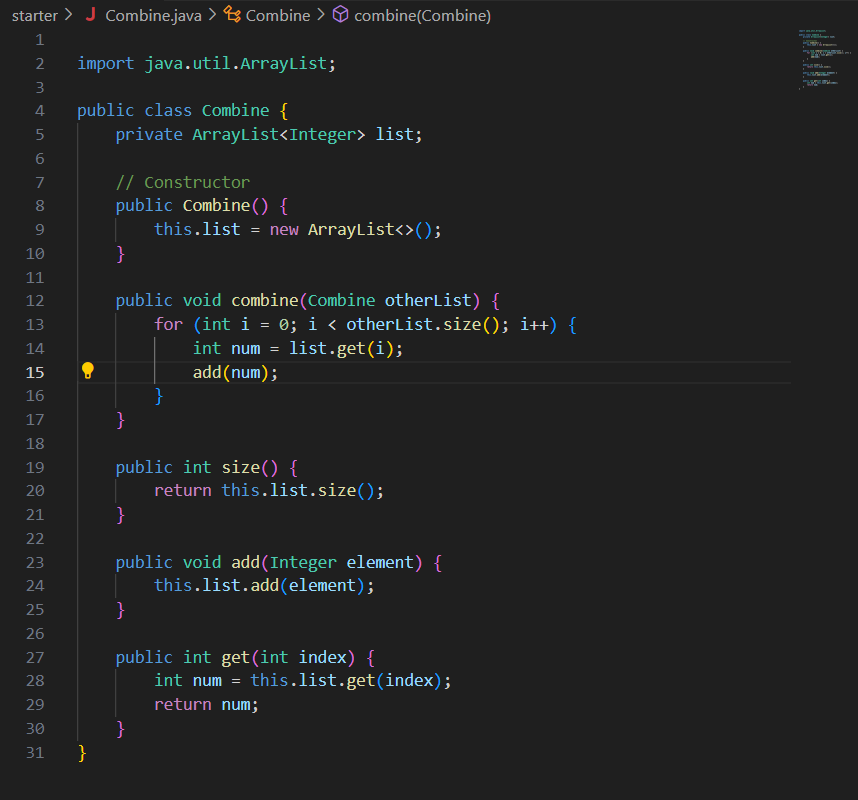 starter > J Combine.java > Combine > combine(Combine)
1
2 import java.util.ArrayList;
3
4 public class Combine {
5     private ArrayList<Integer> list;
6
7     // Constructor
8     public Combine() {
9         this.list = new ArrayList<>();
10     }
11
12     public void combine(Combine otherList) {
13         for (int i = 0; i < otherList.size(); i++) {
14             int num = list.get(i);
15             add(num);
16         }
17     }
18
19     public int size() {
20         return this.list.size();
21     }
22
23     public void add(Integer element) {
24         this.list.add(element);
25     }
26
27     public int get(int index) {
28         int num = this.list.get(index);
29         return num;
30     }
31 }